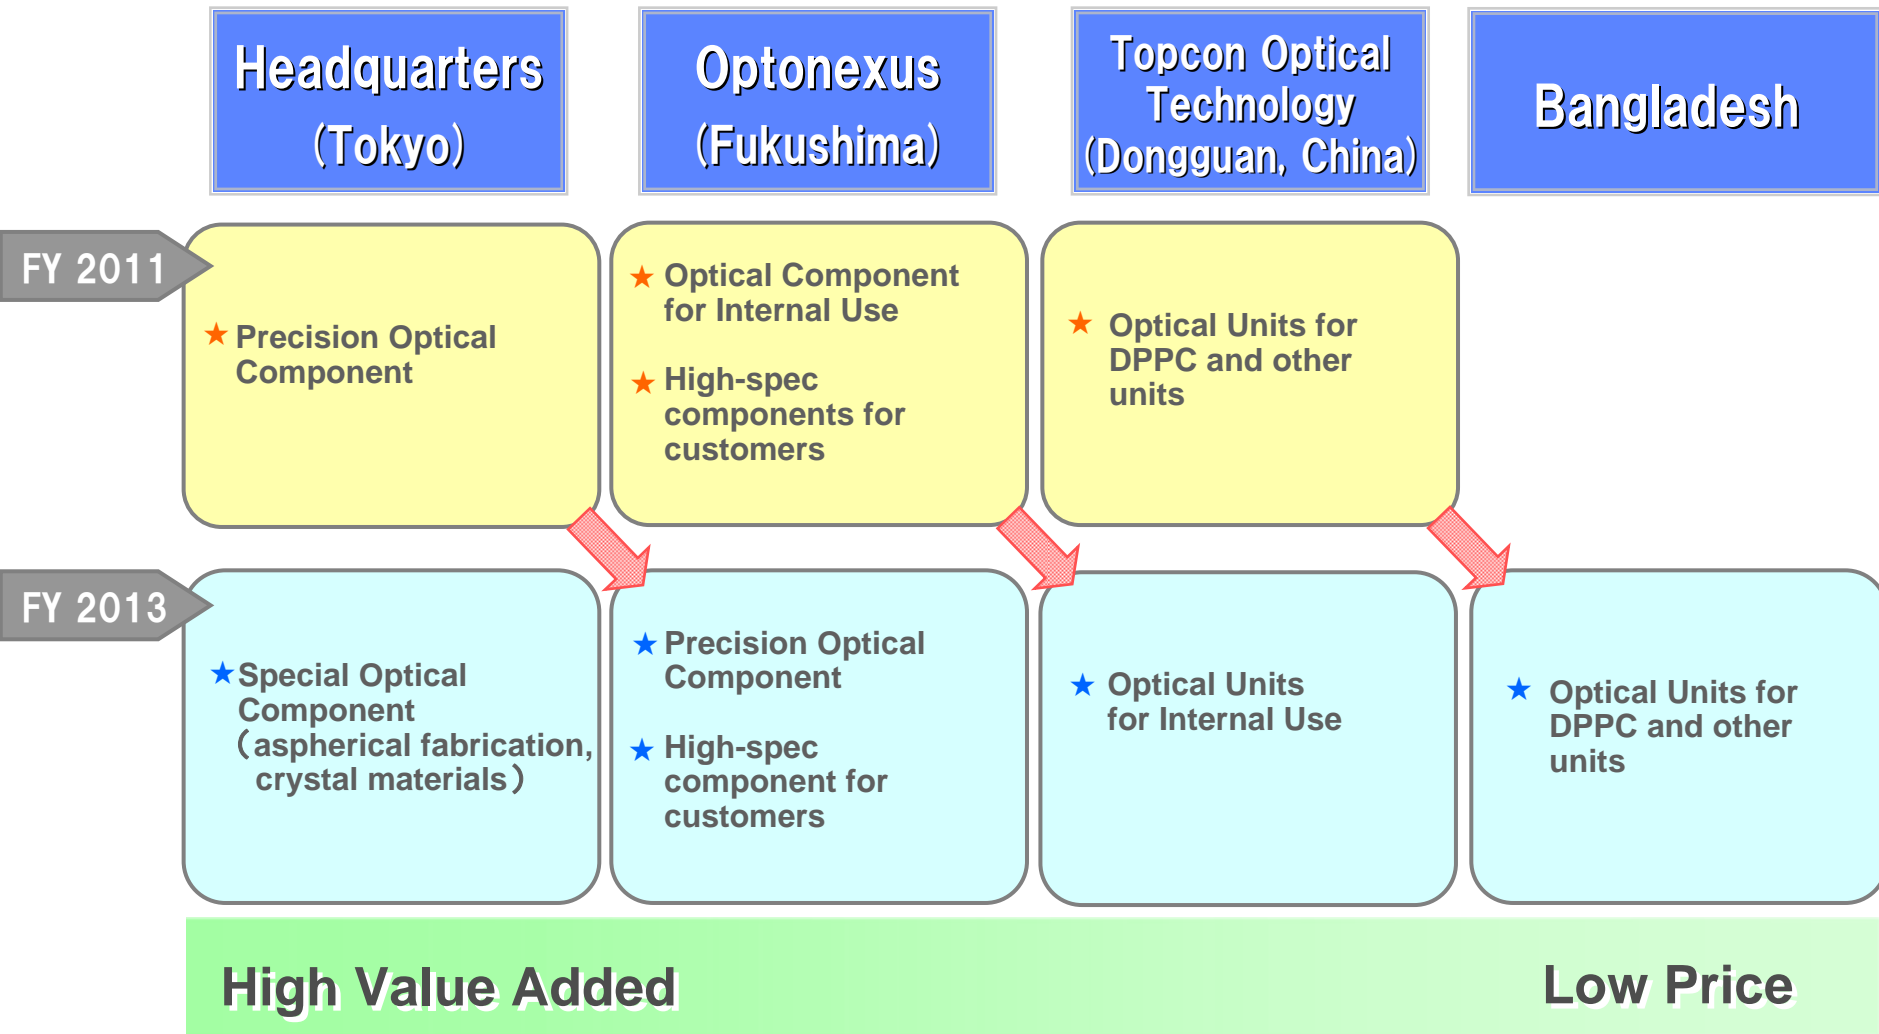 Headquarters
(Tokyo)
Optonexus
(Fukushima)
Topcon Optical
Technology
(Dongguan, China)
Bangladesh
FY 2011
★ Precision Optical
Component
★ Optical Component
for Internal Use
★ High-spec
components for
customers
★ Optical Units for
DPPC and other
units
FY 2013
★ Special Optical
Component
（aspherical fabrication,
crystal materials）
★ Precision Optical
Component
★ High-spec
component for
customers
★ Optical Units
for Internal Use
★ Optical Units for
DPPC and other
units
High Value Added
Low Price